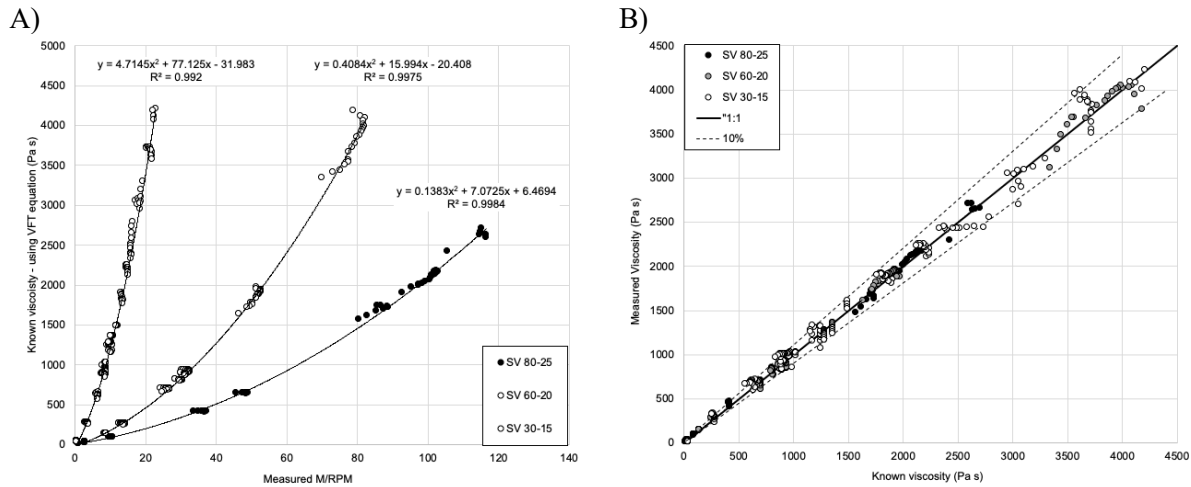 A)
Known viscoisty - using VFT equation (Pa s)
5000
4500
4000
3500
3000
2500
2000
1500
1000
500
0
y = 4.7145x² + 77.125x - 31.983
R² = 0.992
y = 0.4084x² + 15.994x - 20.408
R² = 0.9975
y = 0.1383x² + 7.0725x + 6.4694
R² = 0.9984
SV 80-25
SV 60-20
SV 30-15
0 20 40 60 80 100 120 140
Measured M/RPM
B)
Measured Viscosity (Pa s)
4500
4000
3500
3000
2500
2000
1500
1000
500
0
SV 80-25
SV 60-20
SV 30-15
"1:1
10%
0 500 1000 1500 2000 2500 3000 3500 4000 4500
Known viscosity (Pa s)